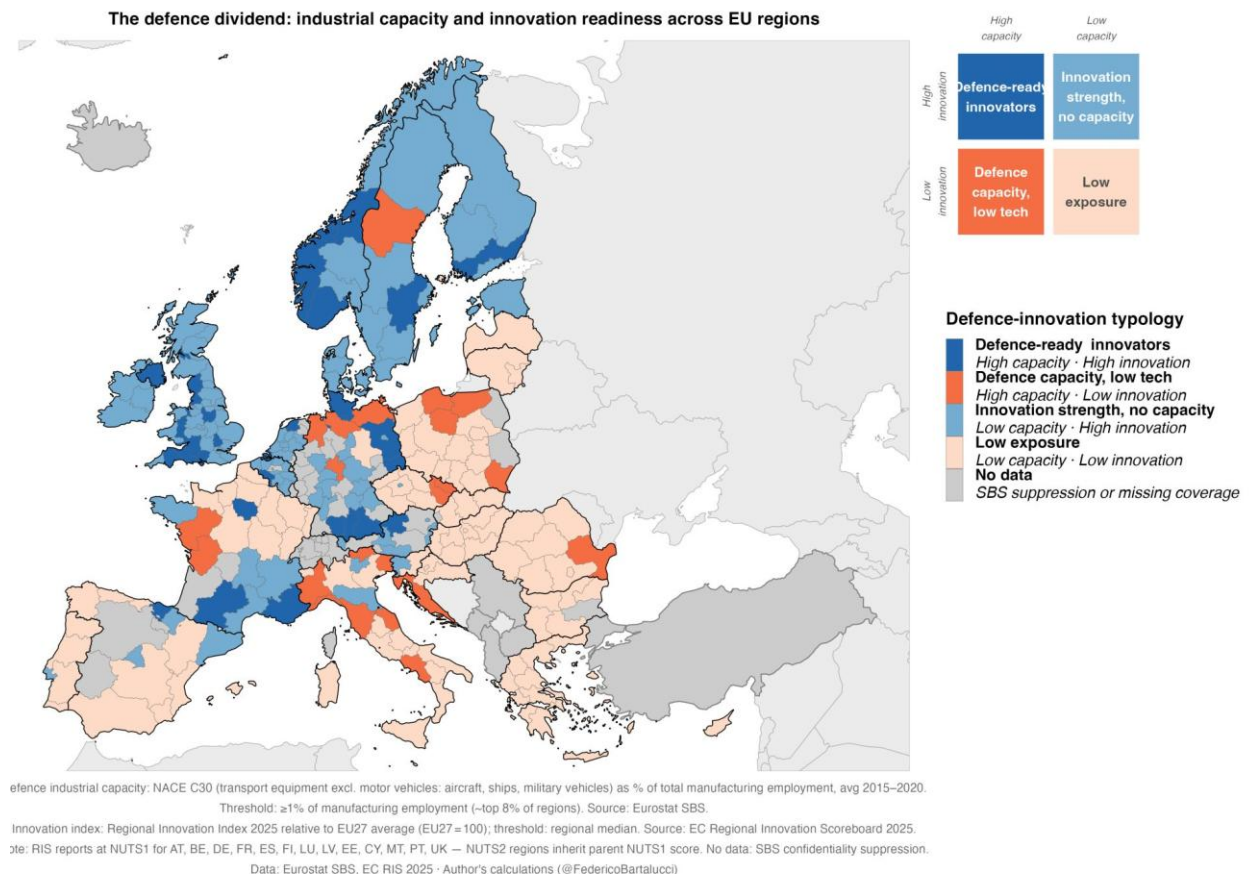 The defence dividend: industrial capacity and innovation readiness across EU regions
High
capacity
Low
capacity
High
innovation
Defence-ready
innovators
Innovation
strength,
no capacity
Low
innovation
Defence
capacity,
low tech
Low
exposure
Defence-innovation typology
Defence-ready innovators
High capacity · High innovation
Defence capacity, low tech
High capacity · Low innovation
Innovation strength, no capacity
Low capacity · High innovation
Low exposure
Low capacity · Low innovation
No data
SBS suppression or missing coverage
efence industrial capacity: NACE C30 (transport equipment excl. motor vehicles: aircraft, ships, military vehicles) as % of total manufacturing employment, avg 2015–2020.
Threshold: ≥1% of manufacturing employment (~top 8% of regions). Source: Eurostat SBS.
Innovation index: Regional Innovation Index 2025 relative to EU27 average (EU27=100); threshold: regional median. Source: EC Regional Innovation Scoreboard 2025.
ote: RIS reports at NUTS1 for AT, BE, DE, FR, ES, FI, LU, LV, EE, CY, MT, PT, UK — NUTS2 regions inherit parent NUTS1 score. No data: SBS confidentiality suppression.
Data: Eurostat SBS, EC RIS 2025 · Author's calculations (@FedericoBartalucci)